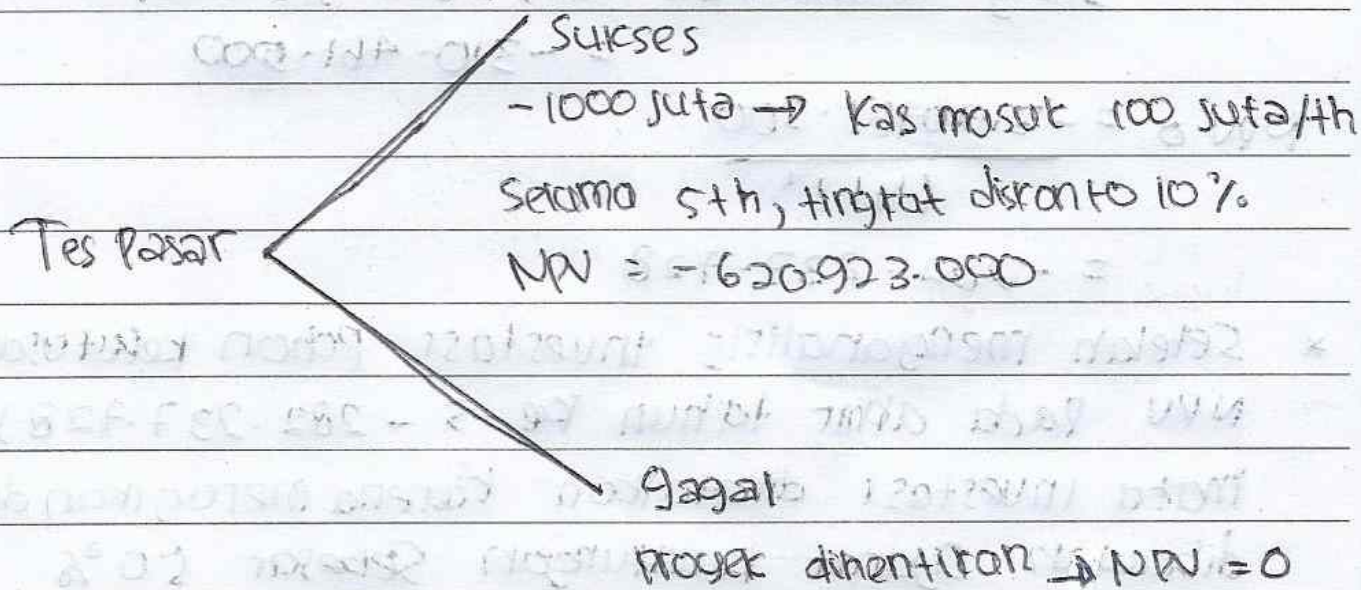 Sukses
-1000 juta → Kas masuk 100 juta/th
Selama 5th, tingkat diskonto 10%
Tes Pasar
NPV = -620.923.000
gagal
Proyek dihentikan → NPV = 0